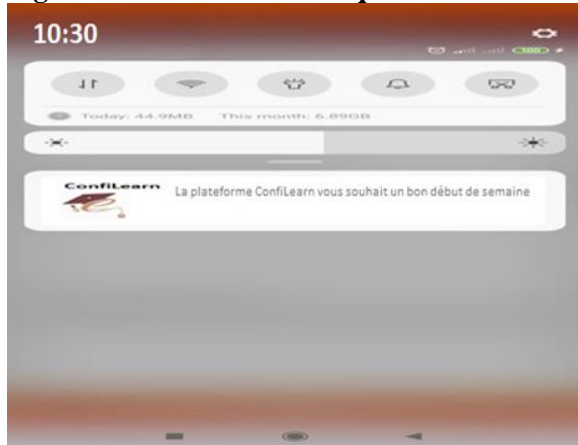 10:30
100
Today: 44.9MB This month: 6.89GB
ConfiLearn
La plateforme ConfiLearn vous souhait un bon début de semaine